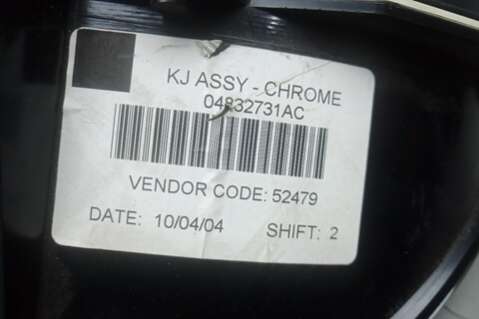 KJ ASSY - CHROME
04832731AC
VENDOR CODE: 52479
DATE: 10/04/04 SHIFT: 2